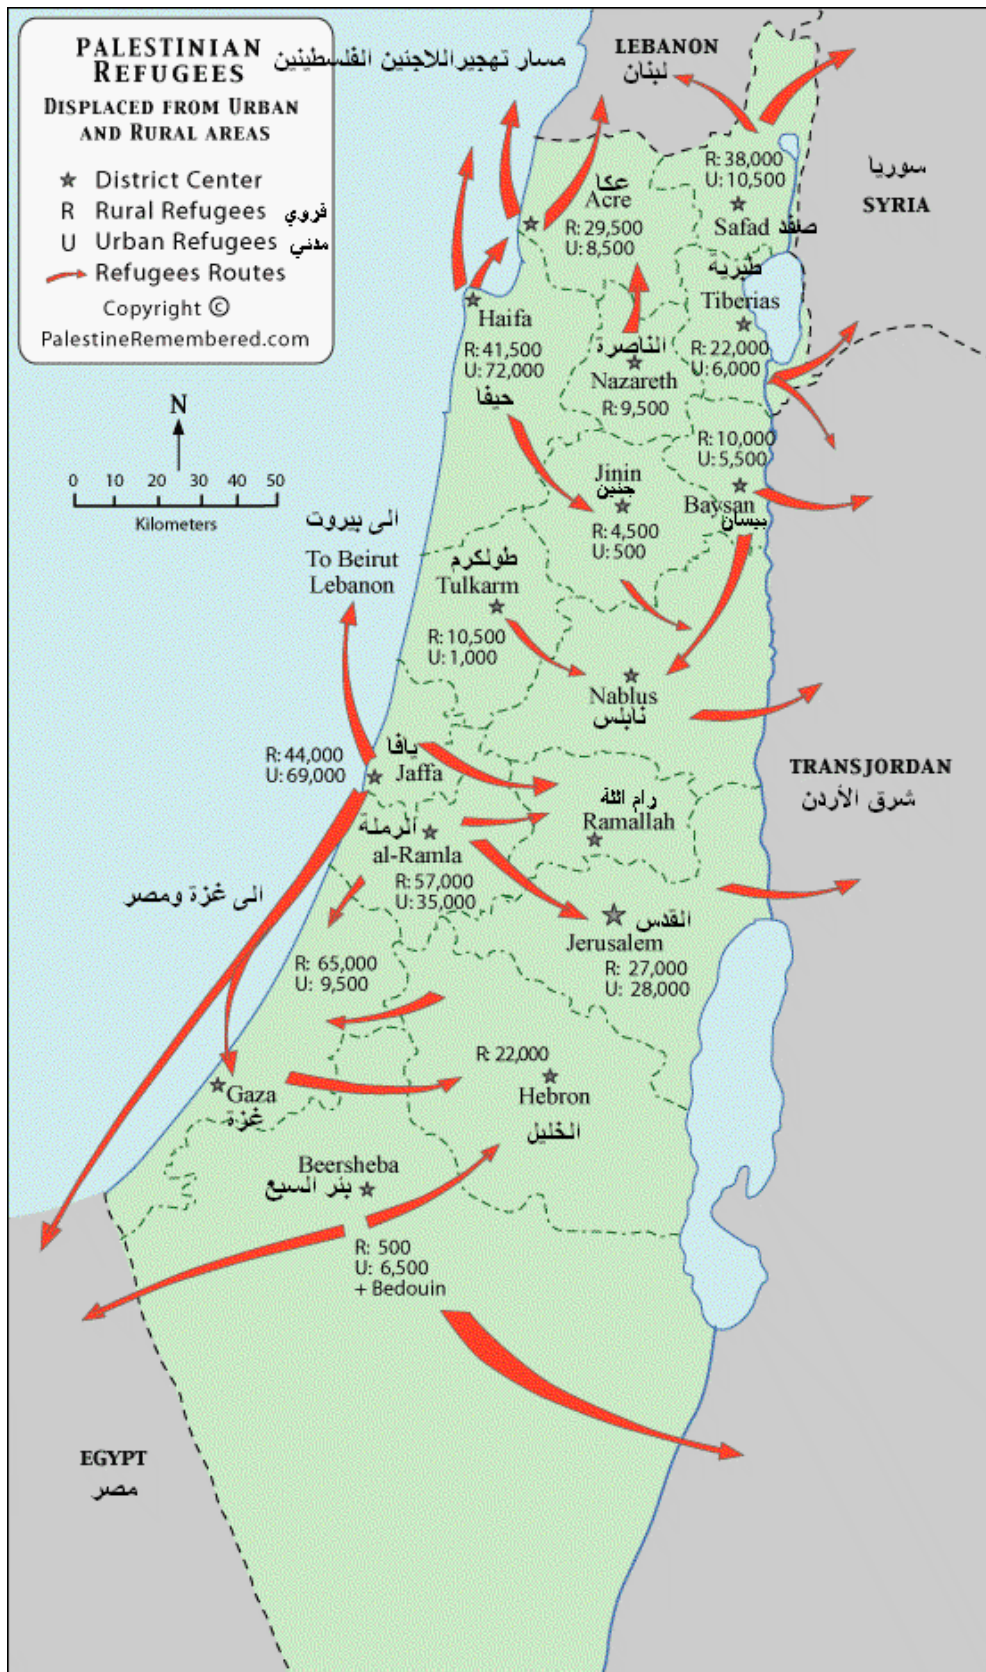 PALESTINIAN
REFUGEES
مسار تهجير اللاجئين الفلسطينيين
DISPLACED FROM URBAN
AND RURAL AREAS
District Center
R Rural Refugees قروي
U Urban Refugees مدني
Refugees Routes
Copyright ©
PalestineRemembered.com
N
0 10 20 30 40 50
Kilometers
LEBANON
لبنان
سوريا
SYRIA
R: 38,000
U: 10,500
Safad صفد
عكا
Acre
R: 29,500
U: 8,500
طبرية
Tiberias
R: 22,000
U: 6,000
Haifa
R: 41,500
U: 72,000
حيفا
الناصرة
Nazareth
R: 9,500
R: 10,000
U: 5,500
Baysan
بيسان
Jinin
جنين
R: 4,500
U: 500
الى بيروت
To Beirut
Lebanon
طولكرم
Tulkarm
R: 10,500
U: 1,000
Nablus
نابلس
R: 44,000
U: 69,000
يافا
Jaffa
TRANSJORDAN
شرق الأردن
رام الله
Ramallah
الرملة
al-Ramla
R: 57,000
U: 35,000
الى غزة ومصر
القدس
Jerusalem
R: 27,000
U: 28,000
R: 65,000
U: 9,500
Gaza
غزة
R: 22,000
Hebron
الخليل
Beersheba
بئر السبع
R: 500
U: 6,500
+ Bedouin
EGYPT
مصر